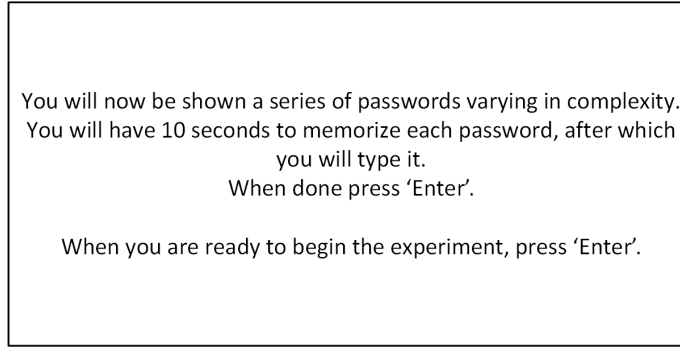 You will now be shown a series of passwords varying in complexity.
You will have 10 seconds to memorize each password, after which
you will type it.
When done press ‘Enter’.
When you are ready to begin the experiment, press ‘Enter’.